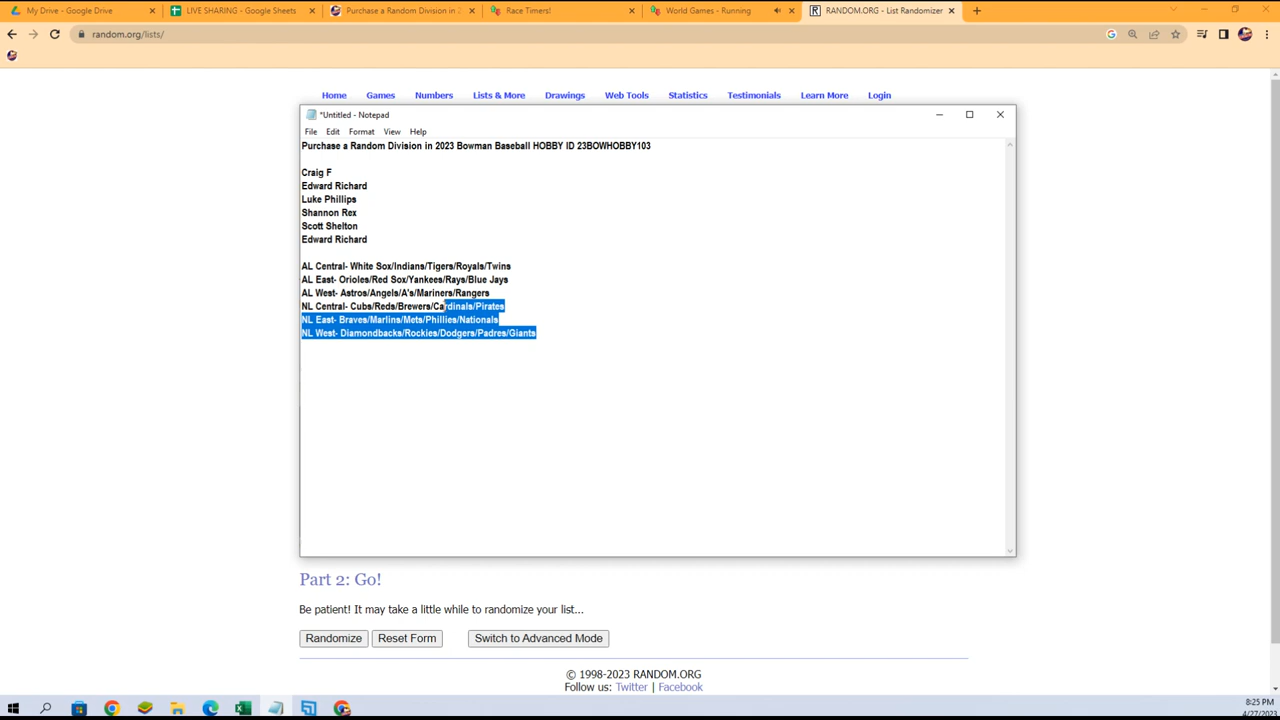 My Drive - Google Drive
LIVE SHARING - Google Sheets
Purchase a Random Division in 2
Race Timers!
World Games - Running
RANDOM.ORG - List Randomizer
random.org/lists/
Home Games Numbers Lists & More Drawings Web Tools Statistics Testimonials Learn More Login
*Untitled - Notepad
File Edit Format View Help
Purchase a Random Division in 2023 Bowman Baseball HOBBY ID 23BOWHOBBY103
Craig F
Edward Richard
Luke Phillips
Shannon Rex
Scott Shelton
Edward Richard
AL Central- White Sox/Indians/Tigers/Royals/Twins
AL East- Orioles/Red Sox/Yankees/Rays/Blue Jays
AL West- Astros/Angels/A's/Mariners/Rangers
NL Central- Cubs/Reds/Brewers/Cardinals/Pirates
NL East- Braves/Marlins/Mets/Phillies/Nationals
NL West- Diamondbacks/Rockies/Dodgers/Padres/Giants
Part 2: Go!
Be patient! It may take a little while to randomize your list...
Randomize Reset Form Switch to Advanced Mode
© 1998-2023 RANDOM.ORG
Follow us: Twitter | Facebook
8:25 PM
4/27/2023